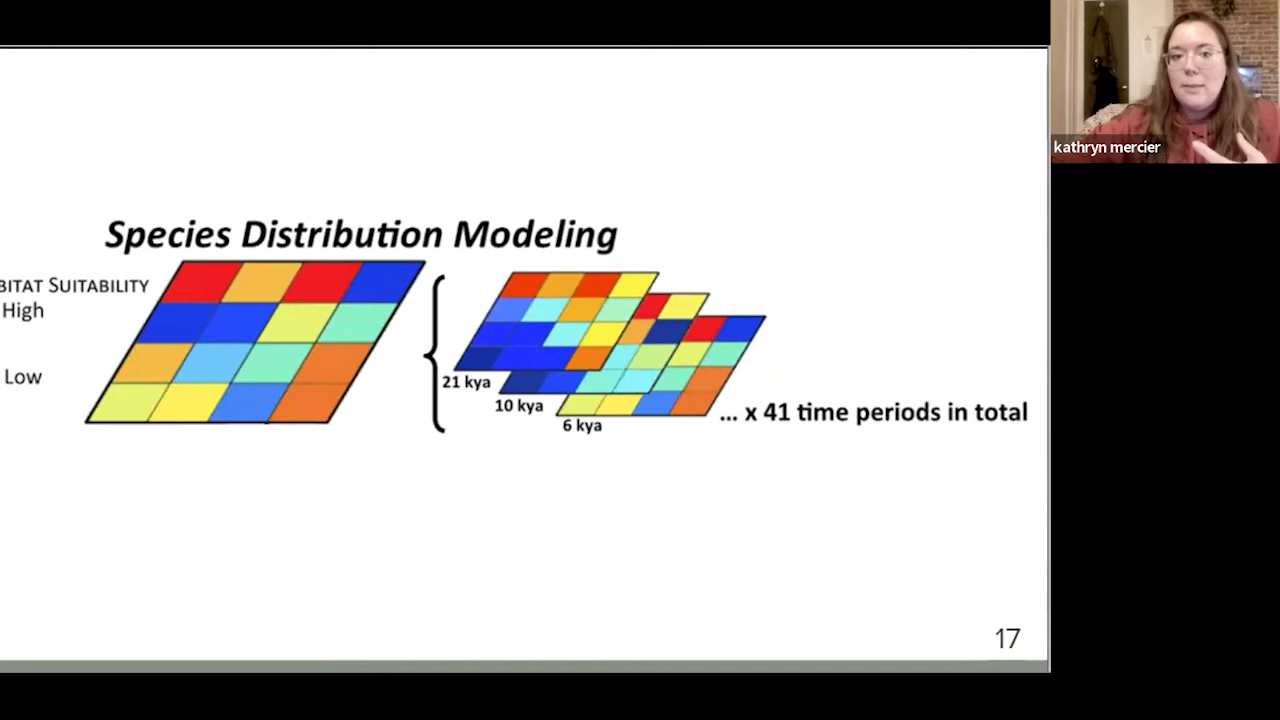 kathryn mercier
Species Distribution Modeling
BITAT SUITABILITY
High
Low
21 kya
10 kya
6 kya
... x 41 time periods in total
17